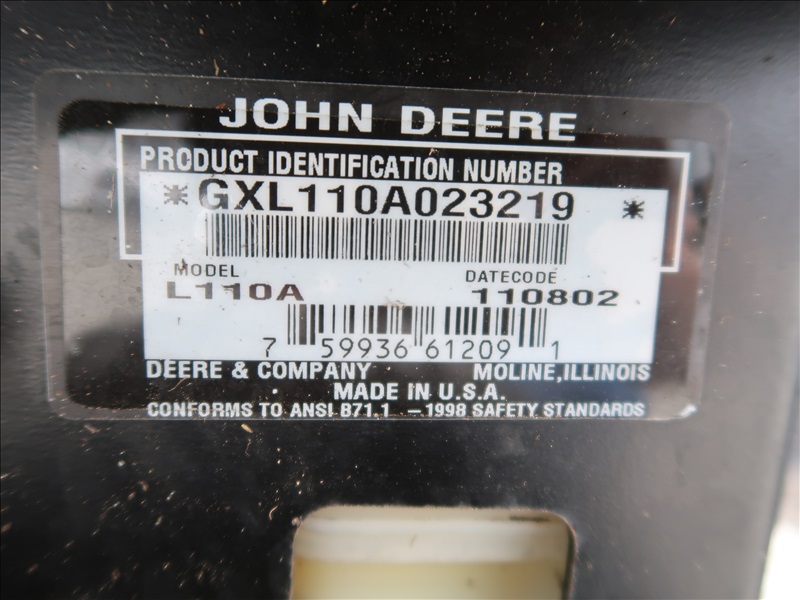 JOHN DEERE
PRODUCT IDENTIFICATION NUMBER
*GXL110A023219 *
MODEL DATECODE
L110A 110802
7 59936 61209 1
DEERE & COMPANY MOLINE, ILLINOIS
MADE IN U.S.A.
CONFORMS TO ANSI B71.1 –1998 SAFETY STANDARDS